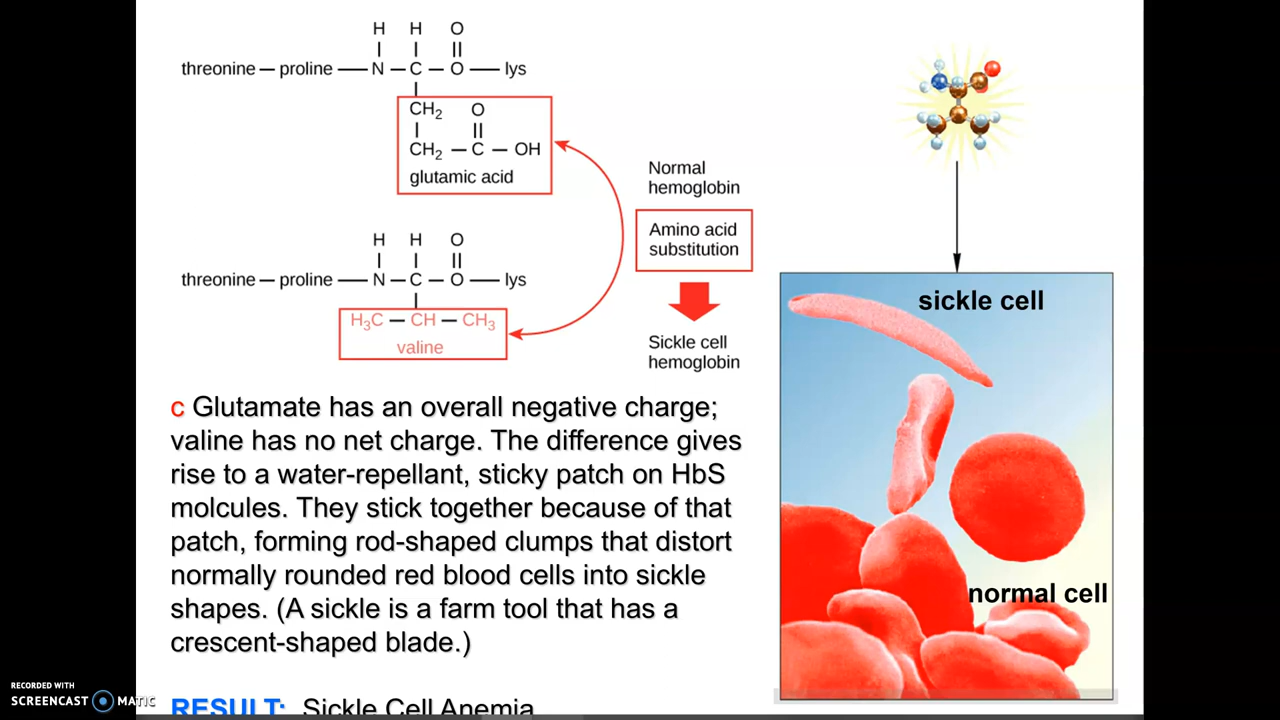 H H O
threonine — proline — N — C — O — lys
CH₂ O
CH₂ — C — OH
glutamic acid
Normal
hemoglobin
Amino acid
substitution
Sickle cell
hemoglobin
H H O
threonine — proline — N — C — O — lys
H₃C — CH — CH₃
valine
sickle cell
normal cell
c Glutamate has an overall negative charge;
valine has no net charge. The difference gives
rise to a water-repellant, sticky patch on HbS
molcules. They stick together because of that
patch, forming rod-shaped clumps that distort
normally rounded red blood cells into sickle
shapes. (A sickle is a farm tool that has a
crescent-shaped blade.)
RESULT: Sickle Cell Anemia
RECORDED WITH
SCREENCAST MATIC